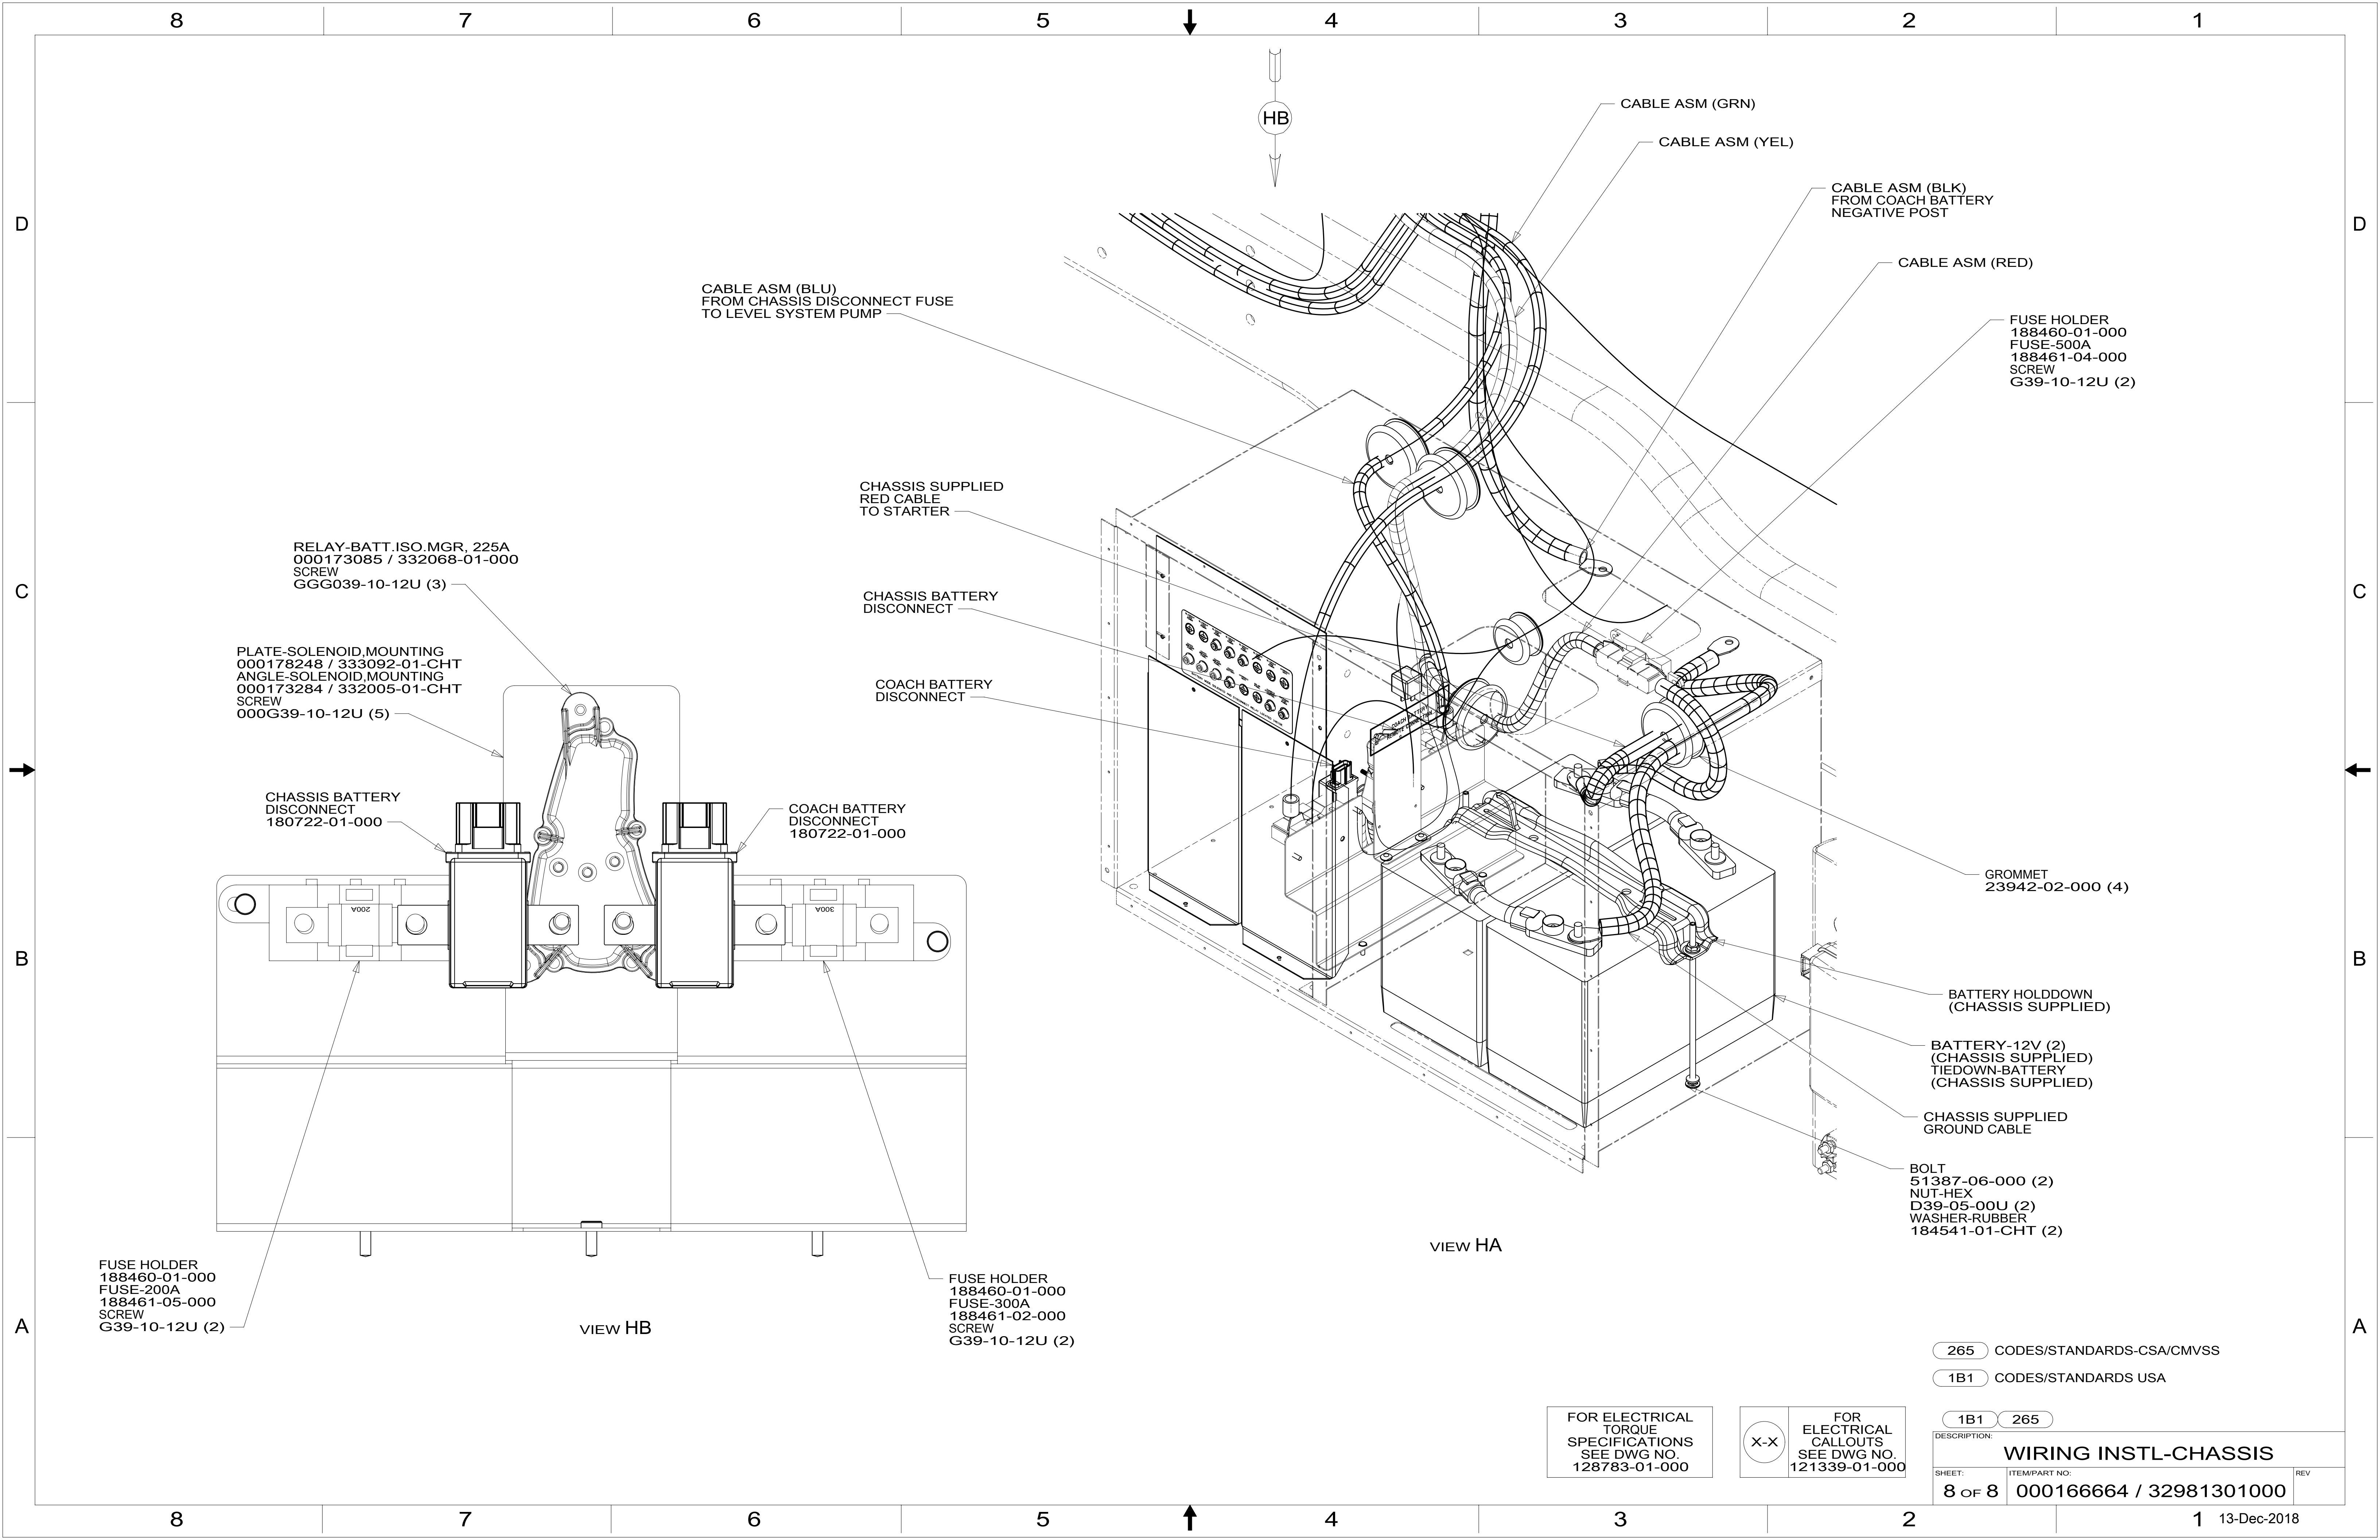 8 7 6 5 4 3 2 1
HB
CABLE ASM (GRN)
CABLE ASM (YEL)
CABLE ASM (BLK)
FROM COACH BATTERY
NEGATIVE POST
D D
CABLE ASM (RED)
CABLE ASM (BLU)
FROM CHASSIS DISCONNECT FUSE
TO LEVEL SYSTEM PUMP
FUSE HOLDER
188460-01-000
FUSE-500A
188461-04-000
SCREW
G39-10-12U (2)
CHASSIS SUPPLIED
RED CABLE
TO STARTER
RELAY-BATT.ISO.MGR, 225A
000173085 / 332068-01-000
SCREW
GGG039-10-12U (3)
CHASSIS BATTERY
DISCONNECT
C C
PLATE-SOLENOID,MOUNTING
000178248 / 333092-01-CHT
ANGLE-SOLENOID,MOUNTING
000173284 / 332005-01-CHT
SCREW
000G39-10-12U (5)
COACH BATTERY
DISCONNECT
COACH BATTERY
CHASSIS BATTERY
DISCONNECT
180722-01-000
COACH BATTERY
DISCONNECT
180722-01-000
200A
300A
GROMMET
23942-02-000 (4)
B B
BATTERY HOLDDOWN
(CHASSIS SUPPLIED)
BATTERY-12V (2)
(CHASSIS SUPPLIED)
TIEDOWN-BATTERY
(CHASSIS SUPPLIED)
CHASSIS SUPPLIED
GROUND CABLE
BOLT
51387-06-000 (2)
NUT-HEX
D39-05-00U (2)
WASHER-RUBBER
184541-01-CHT (2)
VIEW HA
FUSE HOLDER
188460-01-000
FUSE-200A
188461-05-000
SCREW
G39-10-12U (2)
FUSE HOLDER
188460-01-000
FUSE-300A
188461-02-000
SCREW
G39-10-12U (2)
VIEW HB
A A
265 CODES/STANDARDS-CSA/CMVSS
1B1 CODES/STANDARDS USA
FOR ELECTRICAL
TORQUE
SPECIFICATIONS
SEE DWG NO.
128783-01-000
X-X
FOR
ELECTRICAL
CALLOUTS
SEE DWG NO.
121339-01-000
1B1 265
DESCRIPTION:
WIRING INSTL-CHASSIS
SHEET:
8 OF 8
ITEM/PART NO:
000166664 / 32981301000
REV
8 7 6 5 4 3 2 1
13-Dec-2018